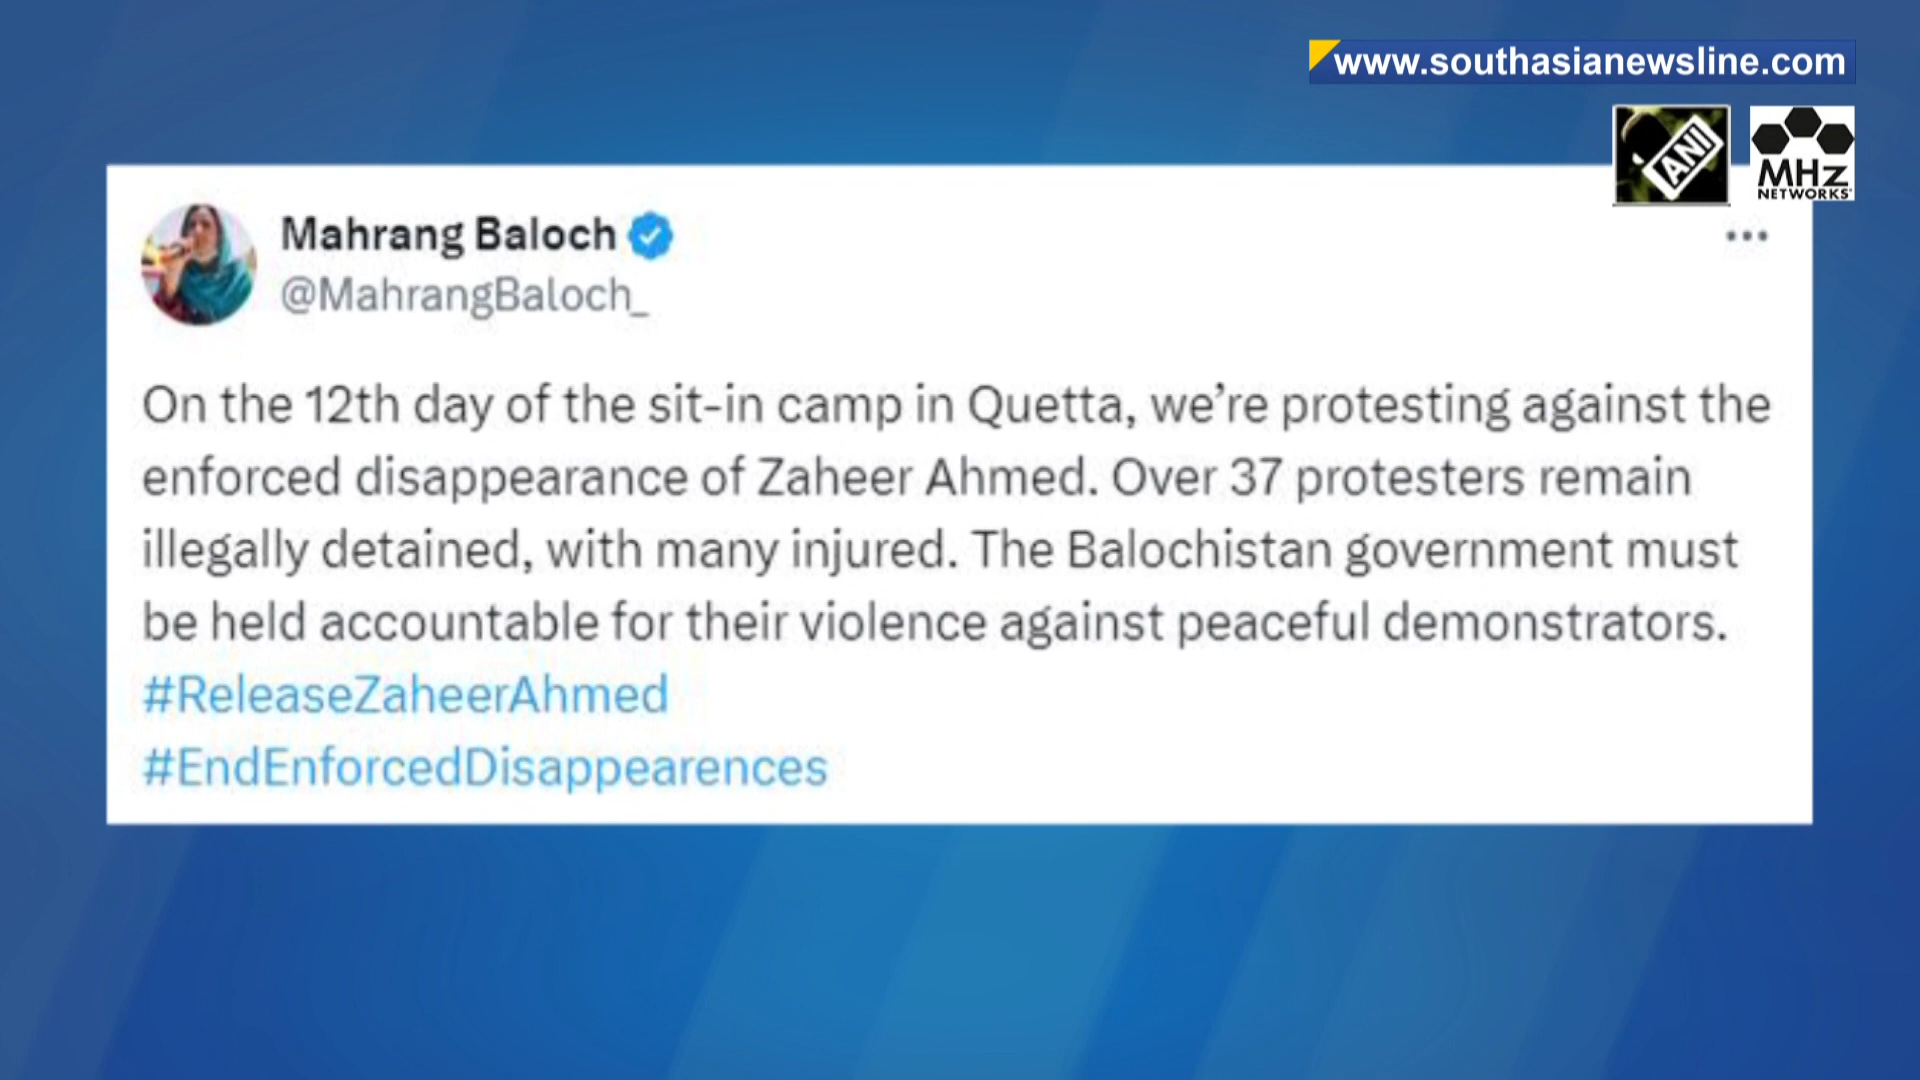 www.southasianewsline.com
ANI
MHz
NETWORKS
Mahrang Baloch
@MahrangBaloch_
On the 12th day of the sit-in camp in Quetta, we're protesting against the
enforced disappearance of Zaheer Ahmed. Over 37 protesters remain
illegally detained, with many injured. The Balochistan government must
be held accountable for their violence against peaceful demonstrators.
#ReleaseZaheerAhmed
#EndEnforcedDisappearences